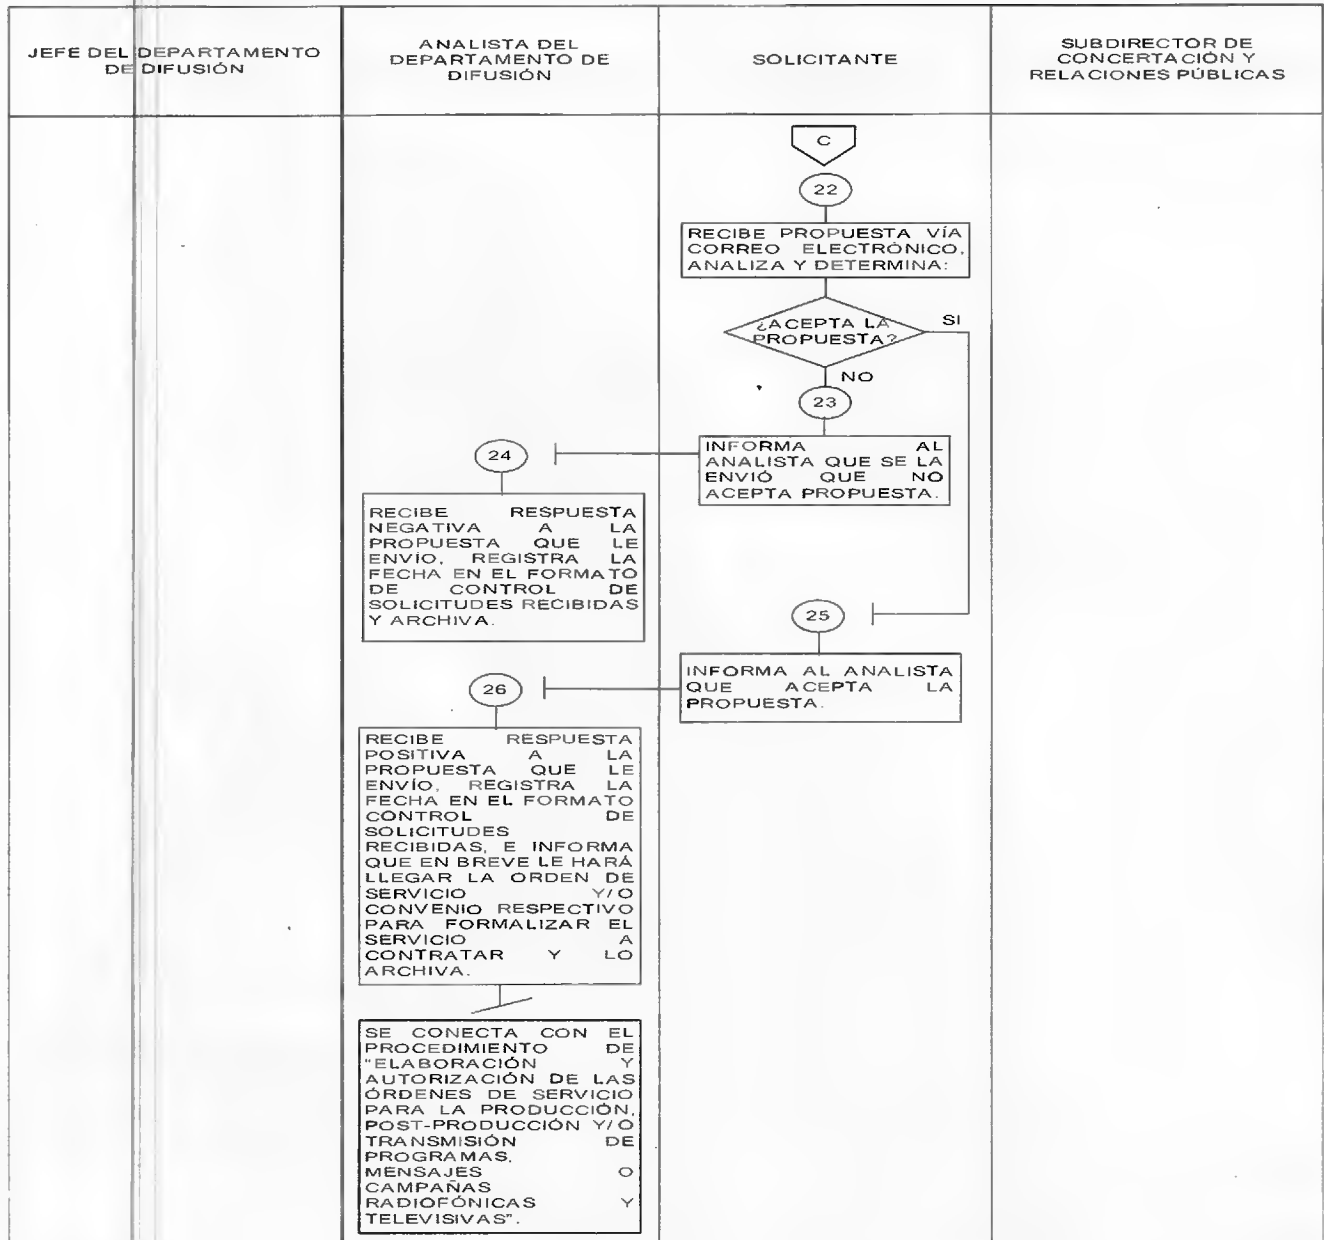 JEFE DEL DEPARTAMENTO
DE DIFUSIÓN
ANALISTA DEL
DEPARTAMENTO DE
DIFUSIÓN
SOLICITANTE
SUBDIRECTOR DE
CONCERTACIÓN Y
RELACIONES PÚBLICAS
C
22
RECIBE PROPUESTA VÍA
CORREO ELECTRÓNICO,
ANALIZA Y DETERMINA:
¿ACEPTA LA
PROPUESTA?
SI
NO
23
INFORMA AL
ANALISTA QUE SE LA
ENVIÓ QUE NO
ACEPTA PROPUESTA.
24
RECIBE RESPUESTA
NEGATIVA A LA
PROPUESTA QUE LE
ENVÍO, REGISTRA LA
FECHA EN EL FORMATO
DE CONTROL DE
SOLICITUDES RECIBIDAS
Y ARCHIVA.
25
INFORMA AL ANALISTA
QUE ACEPTA LA
PROPUESTA.
26
RECIBE RESPUESTA
POSITIVA A LA
PROPUESTA QUE LE
ENVÍO, REGISTRA LA
FECHA EN EL FORMATO
CONTROL DE
SOLICITUDES
RECIBIDAS, E INFORMA
QUE EN BREVE LE HARÁ
LLEGAR LA ORDEN DE
SERVICIO Y/O
CONVENIO RESPECTIVO
PARA FORMALIZAR EL
SERVICIO A
CONTRATAR Y LO
ARCHIVA.
SE CONECTA CON EL
PROCEDIMIENTO DE
"ELABORACIÓN Y
AUTORIZACIÓN DE LAS
ÓRDENES DE SERVICIO
PARA LA PRODUCCIÓN,
POST-PRODUCCIÓN Y/O
TRANSMISIÓN DE
PROGRAMAS,
MENSAJES O
CAMPAÑAS
RADIOFÓNICAS Y
TELEVISIVAS".